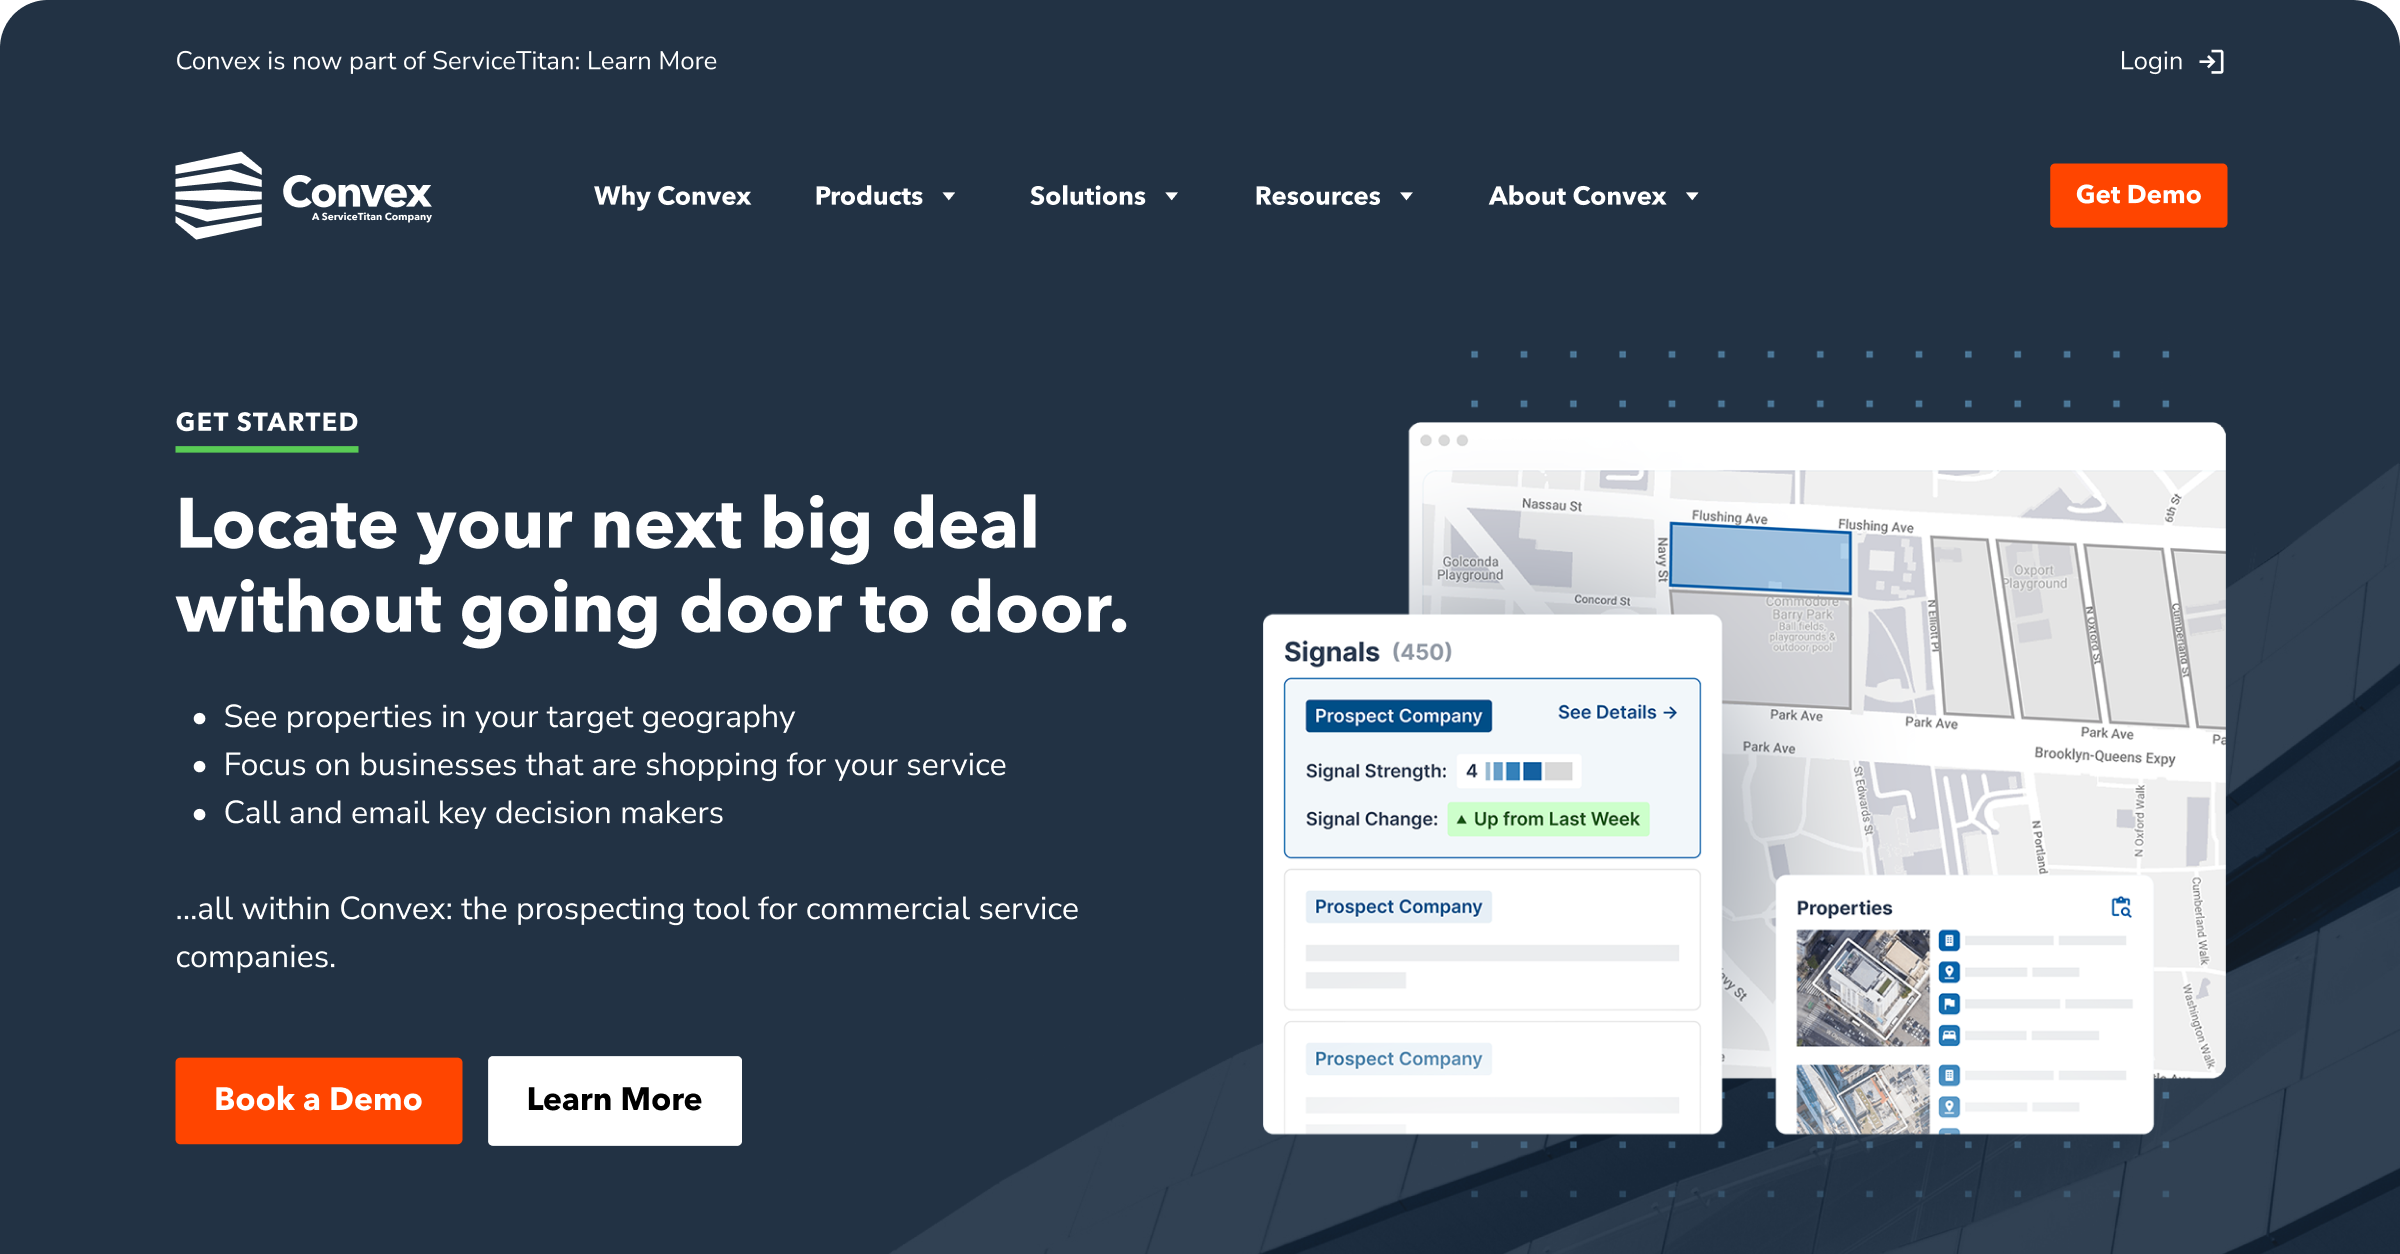 Convex is now part of ServiceTitan: Learn More
Login
Convex
A ServiceTitan Company
Why Convex
Products
Solutions
Resources
About Convex
Get Demo
GET STARTED
Locate your next big deal
without going door to door.
• See properties in your target geography
• Focus on businesses that are shopping for your service
• Call and email key decision makers
...all within Convex: the prospecting tool for commercial service
companies.
Book a Demo
Learn More
Nassau St
Flushing Ave
Flushing Ave
6th St
Navy St
Golconda
Playground
Concord St
Commodore
Barry Park
Ball fields,
playgrounds &
outdoor pool
N Elliott Pl
Oxport
Playground
N Oxford St
Cumberland St
Park Ave
Park Ave
Park Ave
Park Ave
Brooklyn-Queens Expy
St Edwards St
N Portland
N Oxford Walk
Cumberland Walk
Washington Walk
Signals (450)
Prospect Company
See Details →
Signal Strength: 4
Signal Change: ▲ Up from Last Week
Prospect Company
Prospect Company
Properties